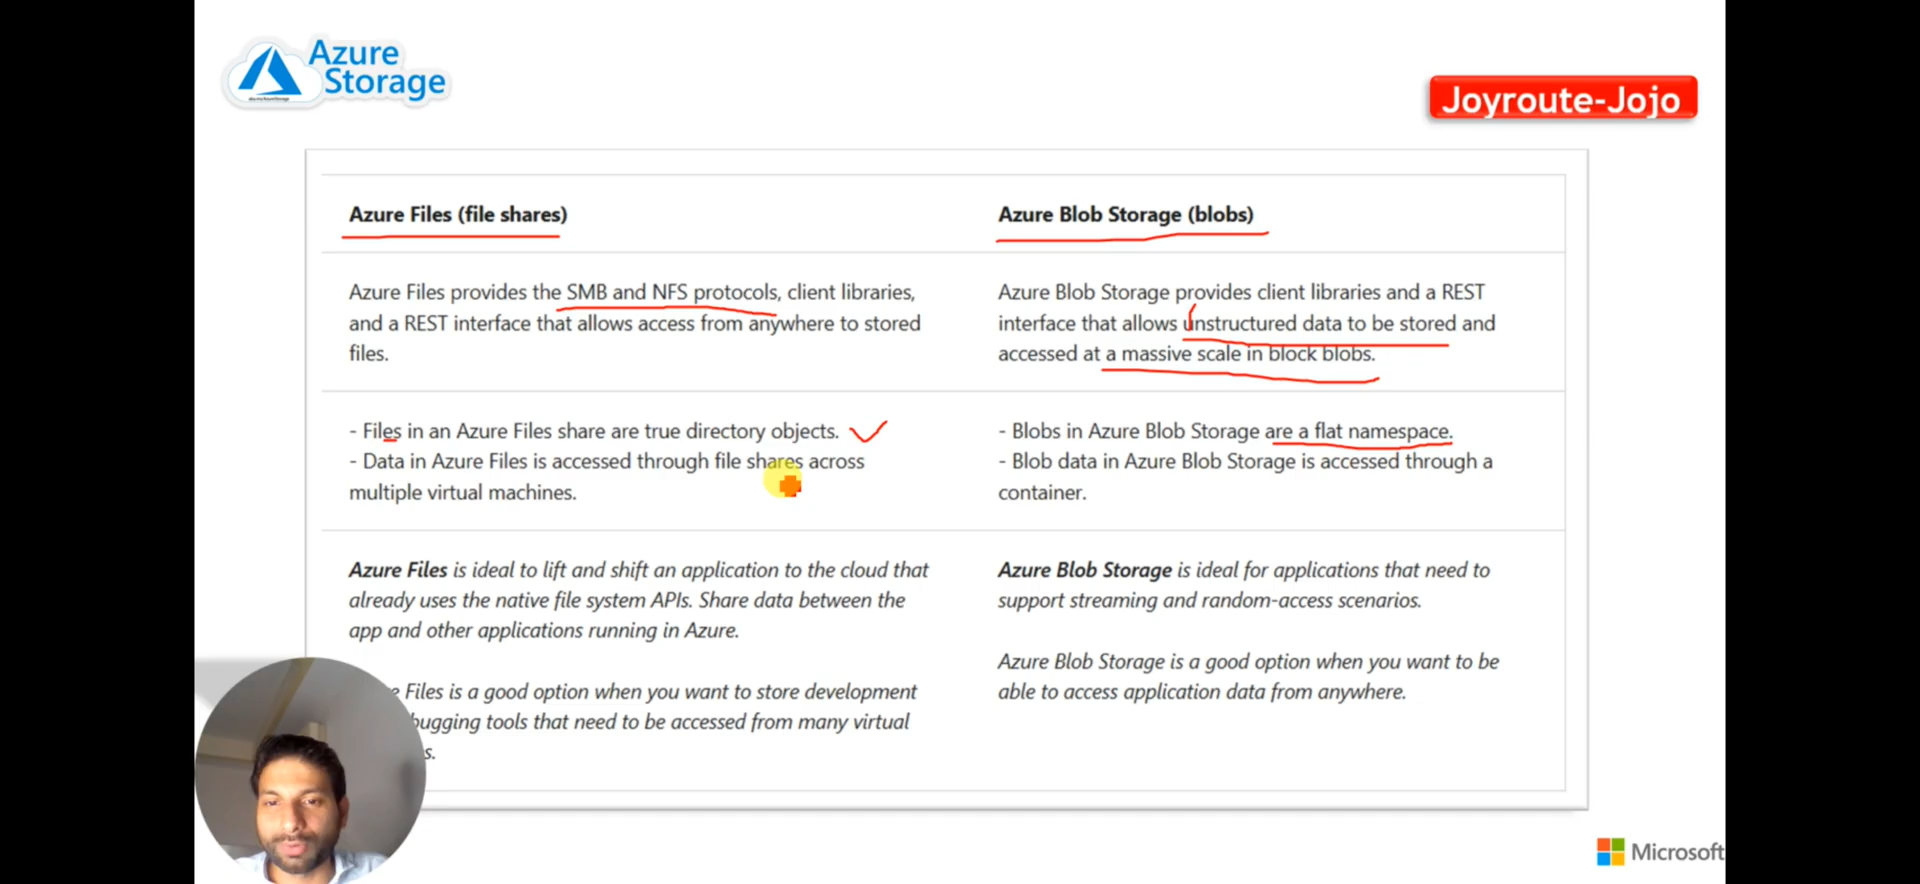 Azure
Storage
Joyroute-Jojo
Azure Files (file shares)
Azure Files provides the SMB and NFS protocols, client libraries,
and a REST interface that allows access from anywhere to stored
files.
- Files in an Azure Files share are true directory objects.
- Data in Azure Files is accessed through file shares across
multiple virtual machines.
Azure Files is ideal to lift and shift an application to the cloud that
already uses the native file system APIs. Share data between the
app and other applications running in Azure.
e Files is a good option when you want to store development
bugging tools that need to be accessed from many virtual
s.
Azure Blob Storage (blobs)
Azure Blob Storage provides client libraries and a REST
interface that allows unstructured data to be stored and
accessed at a massive scale in block blobs.
- Blobs in Azure Blob Storage are a flat namespace.
- Blob data in Azure Blob Storage is accessed through a
container.
Azure Blob Storage is ideal for applications that need to
support streaming and random-access scenarios.
Azure Blob Storage is a good option when you want to be
able to access application data from anywhere.
Microsoft